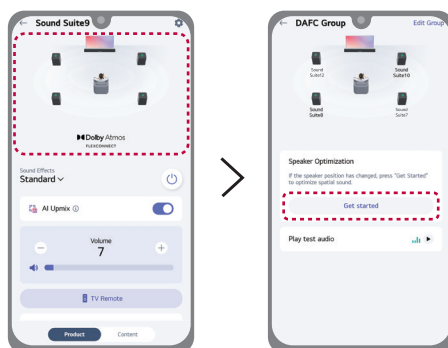 ← Sound Suite9
Dolby Atmos
FLEXCONNECT
Sound Effects
Standard
AI Upmix
Volume
7
TV Remote
Product Content
← DAFC Group Edit Group
Sound
Suite12
Sound
Suite10
Sound
Suite8
Sound
Suite7
Speaker Optimization
If the speaker position has changed, press "Get Started"
to optimize spatial sound.
Get started
Play test audio